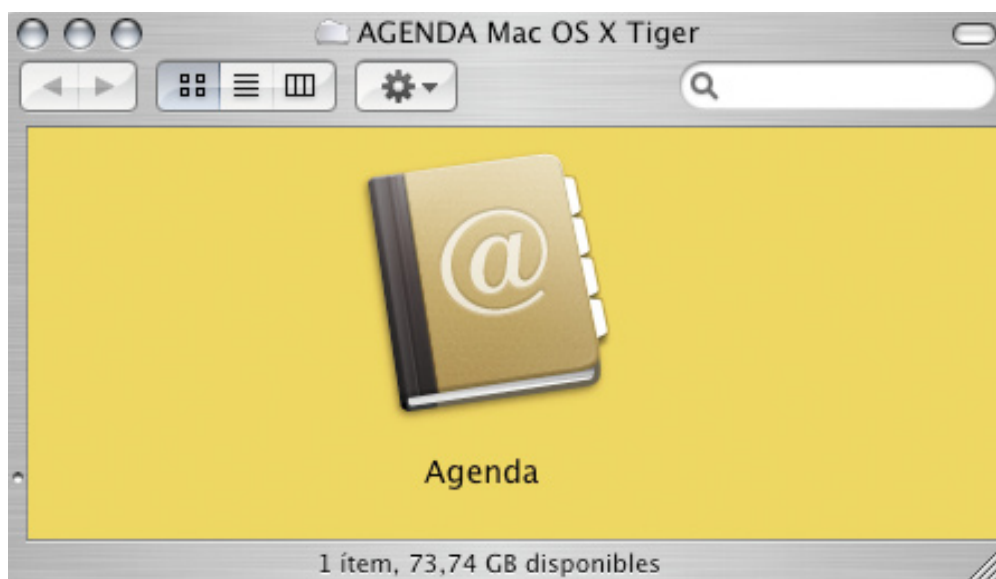 AGENDA Mac OS X Tiger
@
Agenda
1 ítem, 73,74 GB disponibles